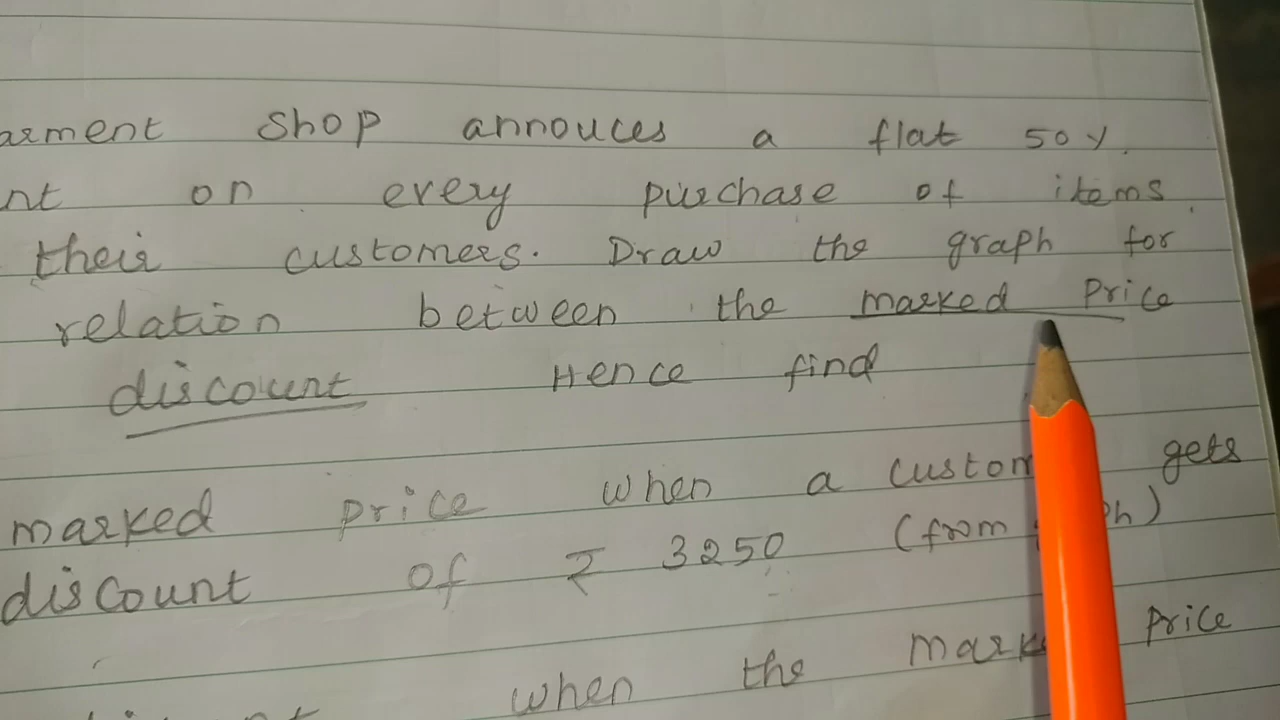 arment shop annouces a flat 50%
nt on every purchase of items
their customers. Draw the graph for
relation between the marked Price
discount Hence find
marked price when a custom gets
discount of ₹ 3250 (from ph)
when the mark price